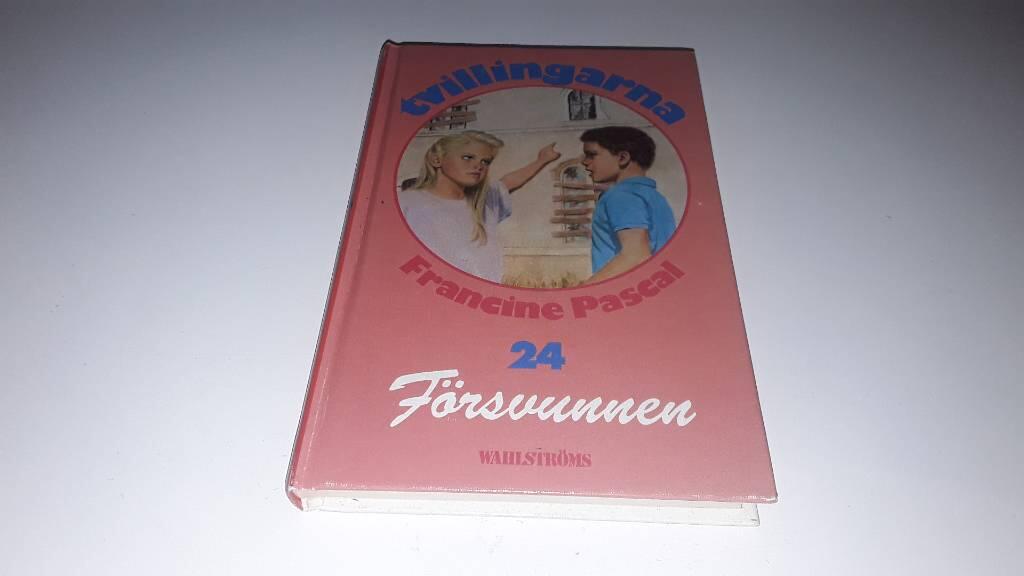 tvillingarna
Francine Pascal
24
Försvunnen
WAHLSTRÖMS